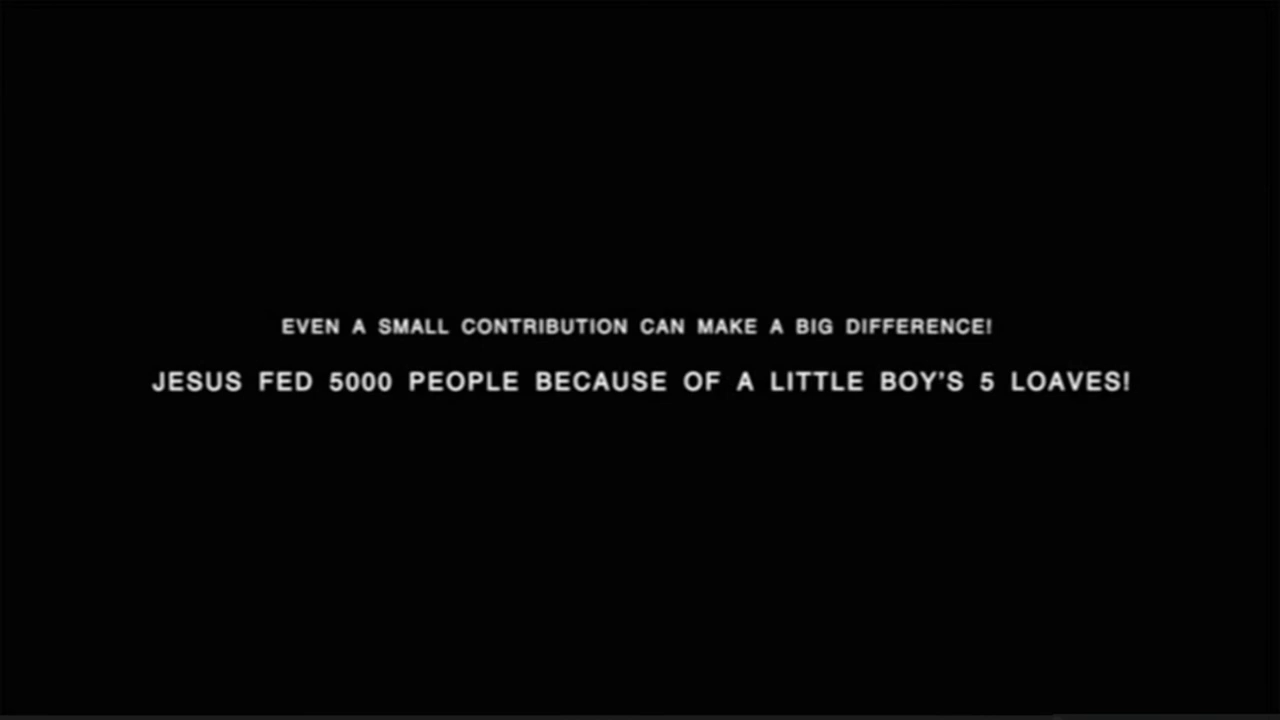 EVEN A SMALL CONTRIBUTION CAN MAKE A BIG DIFFERENCE!
JESUS FED 5000 PEOPLE BECAUSE OF A LITTLE BOY'S 5 LOAVES!